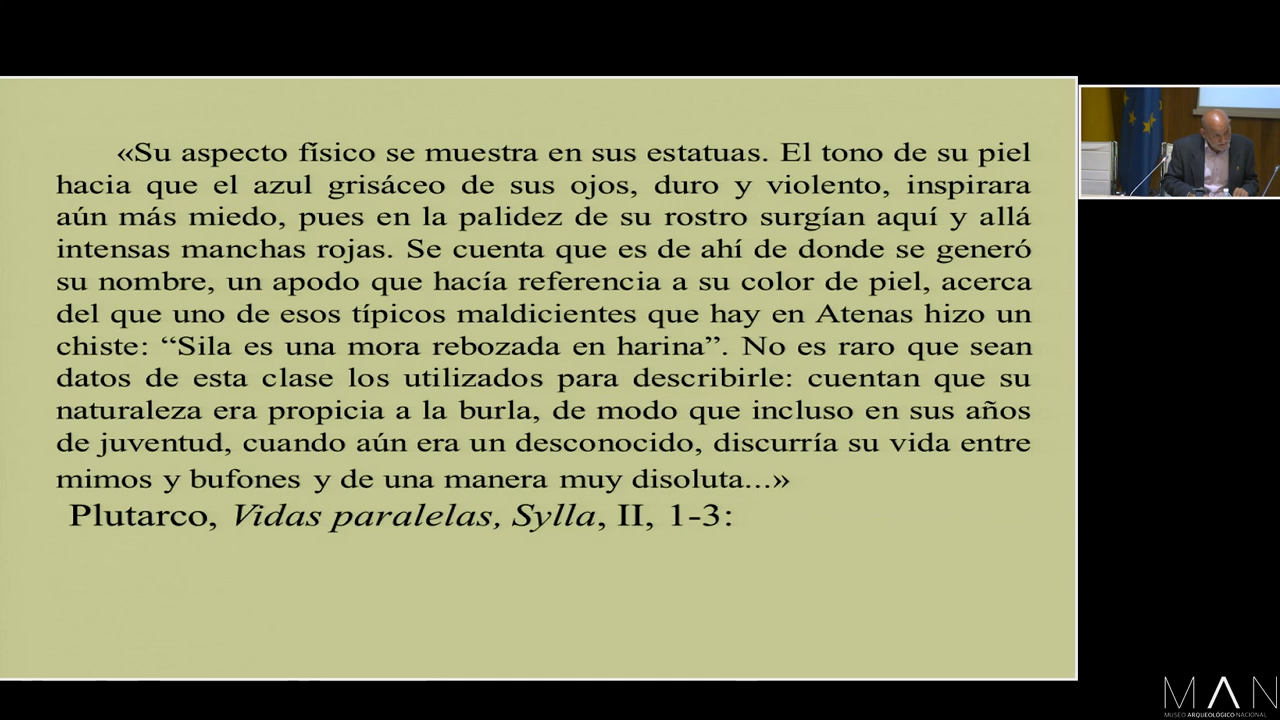 «Su aspecto físico se muestra en sus estatuas. El tono de su piel
hacia que el azul grisáceo de sus ojos, duro y violento, inspirara
aún más miedo, pues en la palidez de su rostro surgían aquí y allá
intensas manchas rojas. Se cuenta que es de ahí de donde se generó
su nombre, un apodo que hacía referencia a su color de piel, acerca
del que uno de esos típicos maldicientes que hay en Atenas hizo un
chiste: “Sila es una mora rebozada en harina”. No es raro que sean
datos de esta clase los utilizados para describirle: cuentan que su
naturaleza era propicia a la burla, de modo que incluso en sus años
de juventud, cuando aún era un desconocido, discurría su vida entre
mimos y bufones y de una manera muy disoluta...»
Plutarco, Vidas paralelas, Sylla, II, 1-3:
MAN
MUSEO ARQUEOLÓGICO NACIONAL